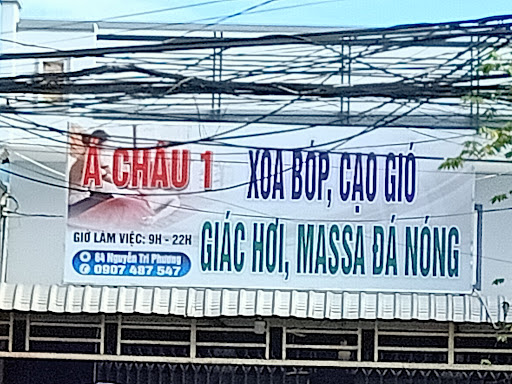 Á CHÂU 1
XOA BÓP, CẠO GIÓ
GIÁC HƠI, MASSA ĐÁ NÓNG
GIỜ LÀM VIỆC: 9H - 22H
64 Nguyễn Tri Phương
0907 487 547